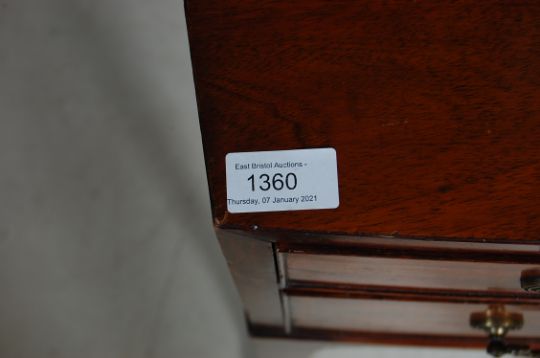 East Bristol Auctions -
1360
Thursday, 07 January 2021